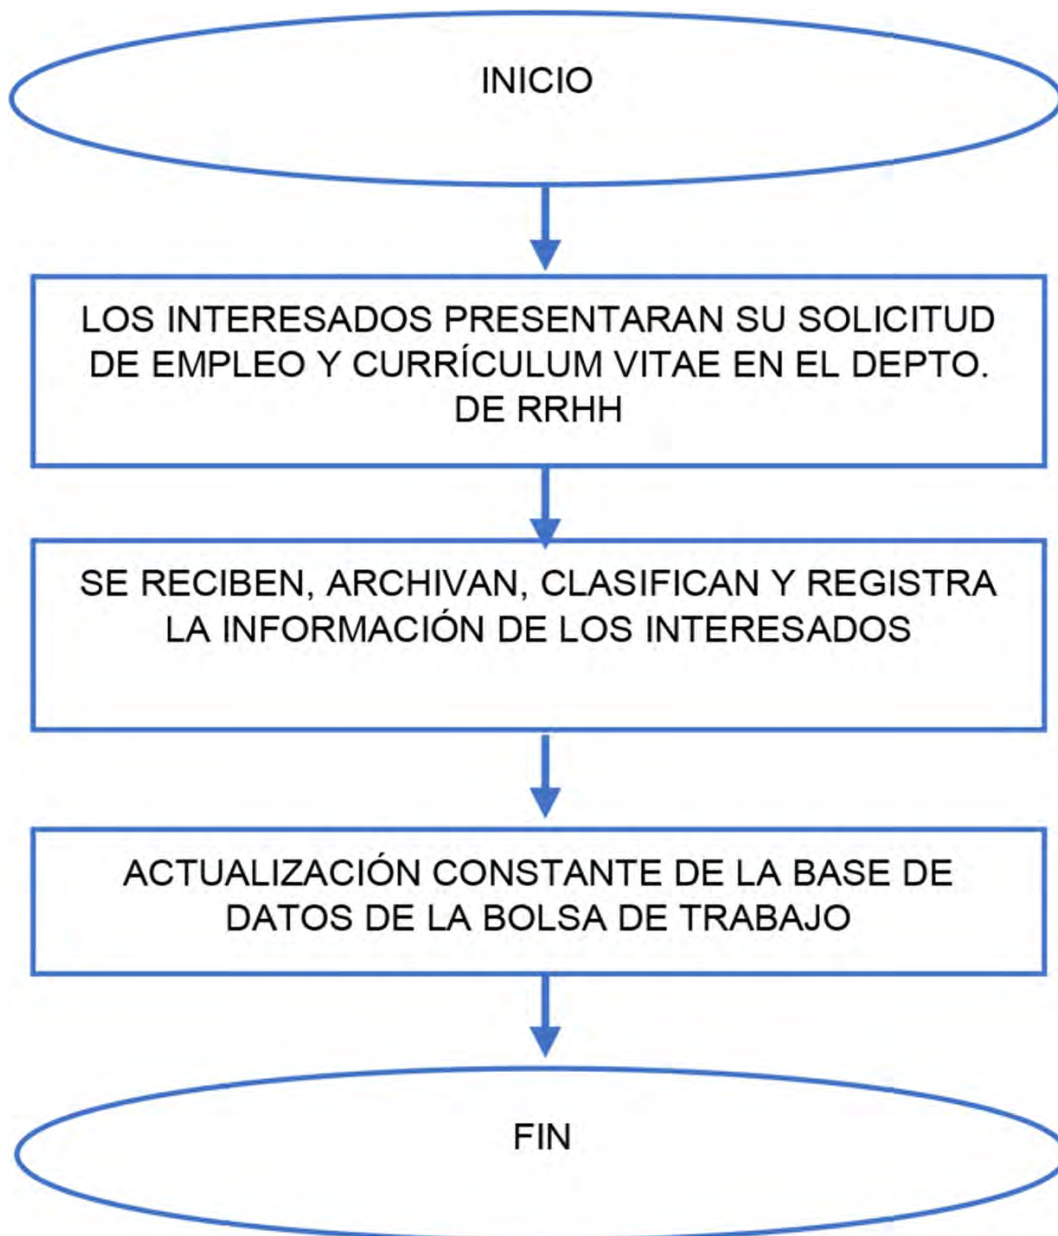 INICIO
LOS INTERESADOS PRESENTARAN SU SOLICITUD
DE EMPLEO Y CURRÍCULUM VITAE EN EL DEPTO.
DE RRHH
SE RECIBEN, ARCHIVAN, CLASIFICAN Y REGISTRA
LA INFORMACIÓN DE LOS INTERESADOS
ACTUALIZACIÓN CONSTANTE DE LA BASE DE
DATOS DE LA BOLSA DE TRABAJO
FIN